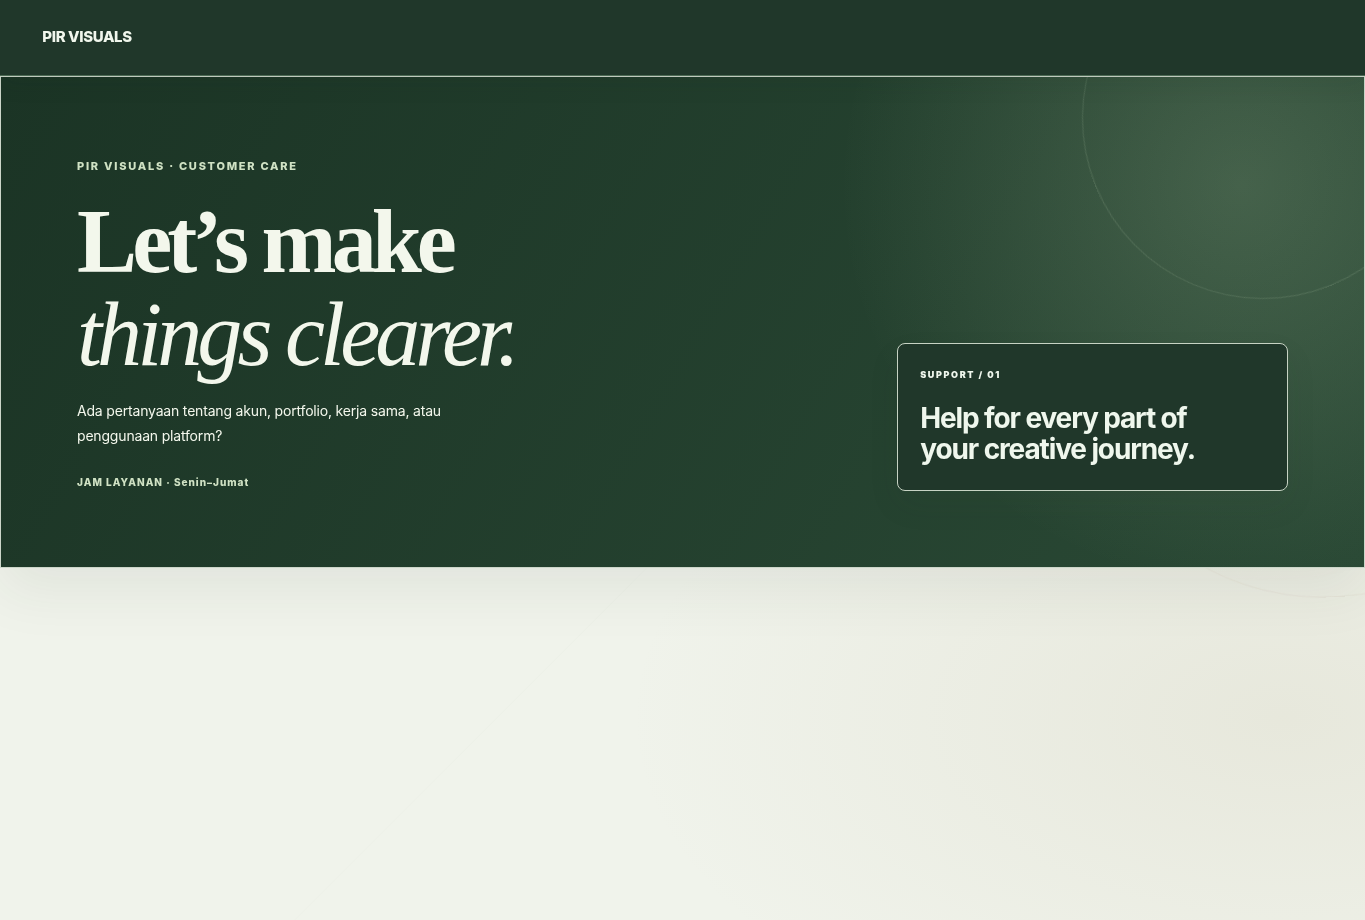 PIR VISUALS
PIR VISUALS · CUSTOMER CARE
Let’s make
things clearer.
Ada pertanyaan tentang akun, portfolio, kerja sama, atau
penggunaan platform?
JAM LAYANAN · Senin–Jumat
SUPPORT / 01
Help for every part of
your creative journey.